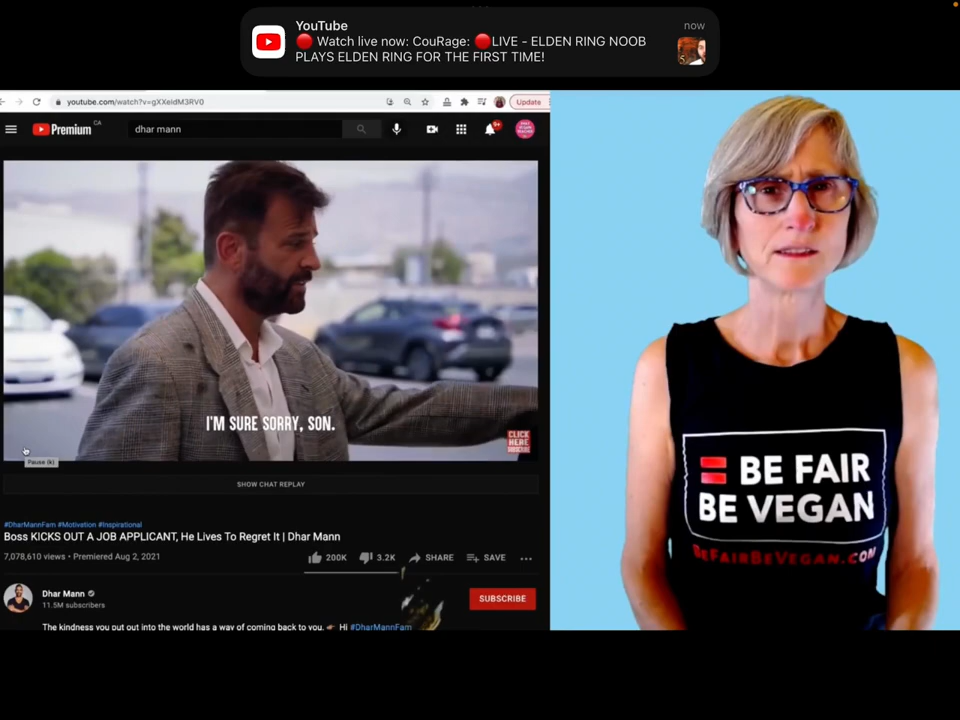 YouTube
now
🔴 Watch live now: CouRage: 🔴LIVE - ELDEN RING NOOB
PLAYS ELDEN RING FOR THE FIRST TIME!
youtube.com/watch?v=gXXeIdM3RV0
Update
Premium CA
dhar mann
9+
I'M SURE SORRY, SON.
CLICK
HERE
SUBSCRIBE
Pause (k)
SHOW CHAT REPLAY
#DharMannFam #Motivation #Inspirational
Boss KICKS OUT A JOB APPLICANT, He Lives To Regret It | Dhar Mann
7,078,610 views • Premiered Aug 2, 2021
200K
3.2K
SHARE
SAVE
Dhar Mann
11.5M subscribers
SUBSCRIBE
The kindness you put out into the world has a way of coming back to you. 👉 Hi #DharMannFam
= BE FAIR
BE VEGAN
BEFAIRBEVEGAN.COM